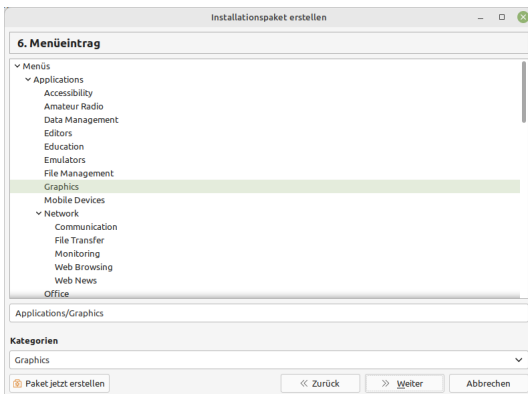 Installationspaket erstellen
6. Menüeintrag
Menüs
Applications
Accessibility
Amateur Radio
Data Management
Editors
Education
Emulators
File Management
Graphics
Mobile Devices
Network
Communication
File Transfer
Monitoring
Web Browsing
Web News
Office
Applications/Graphics
Kategorien
Graphics
Paket jetzt erstellen Zurück Weiter Abbrechen